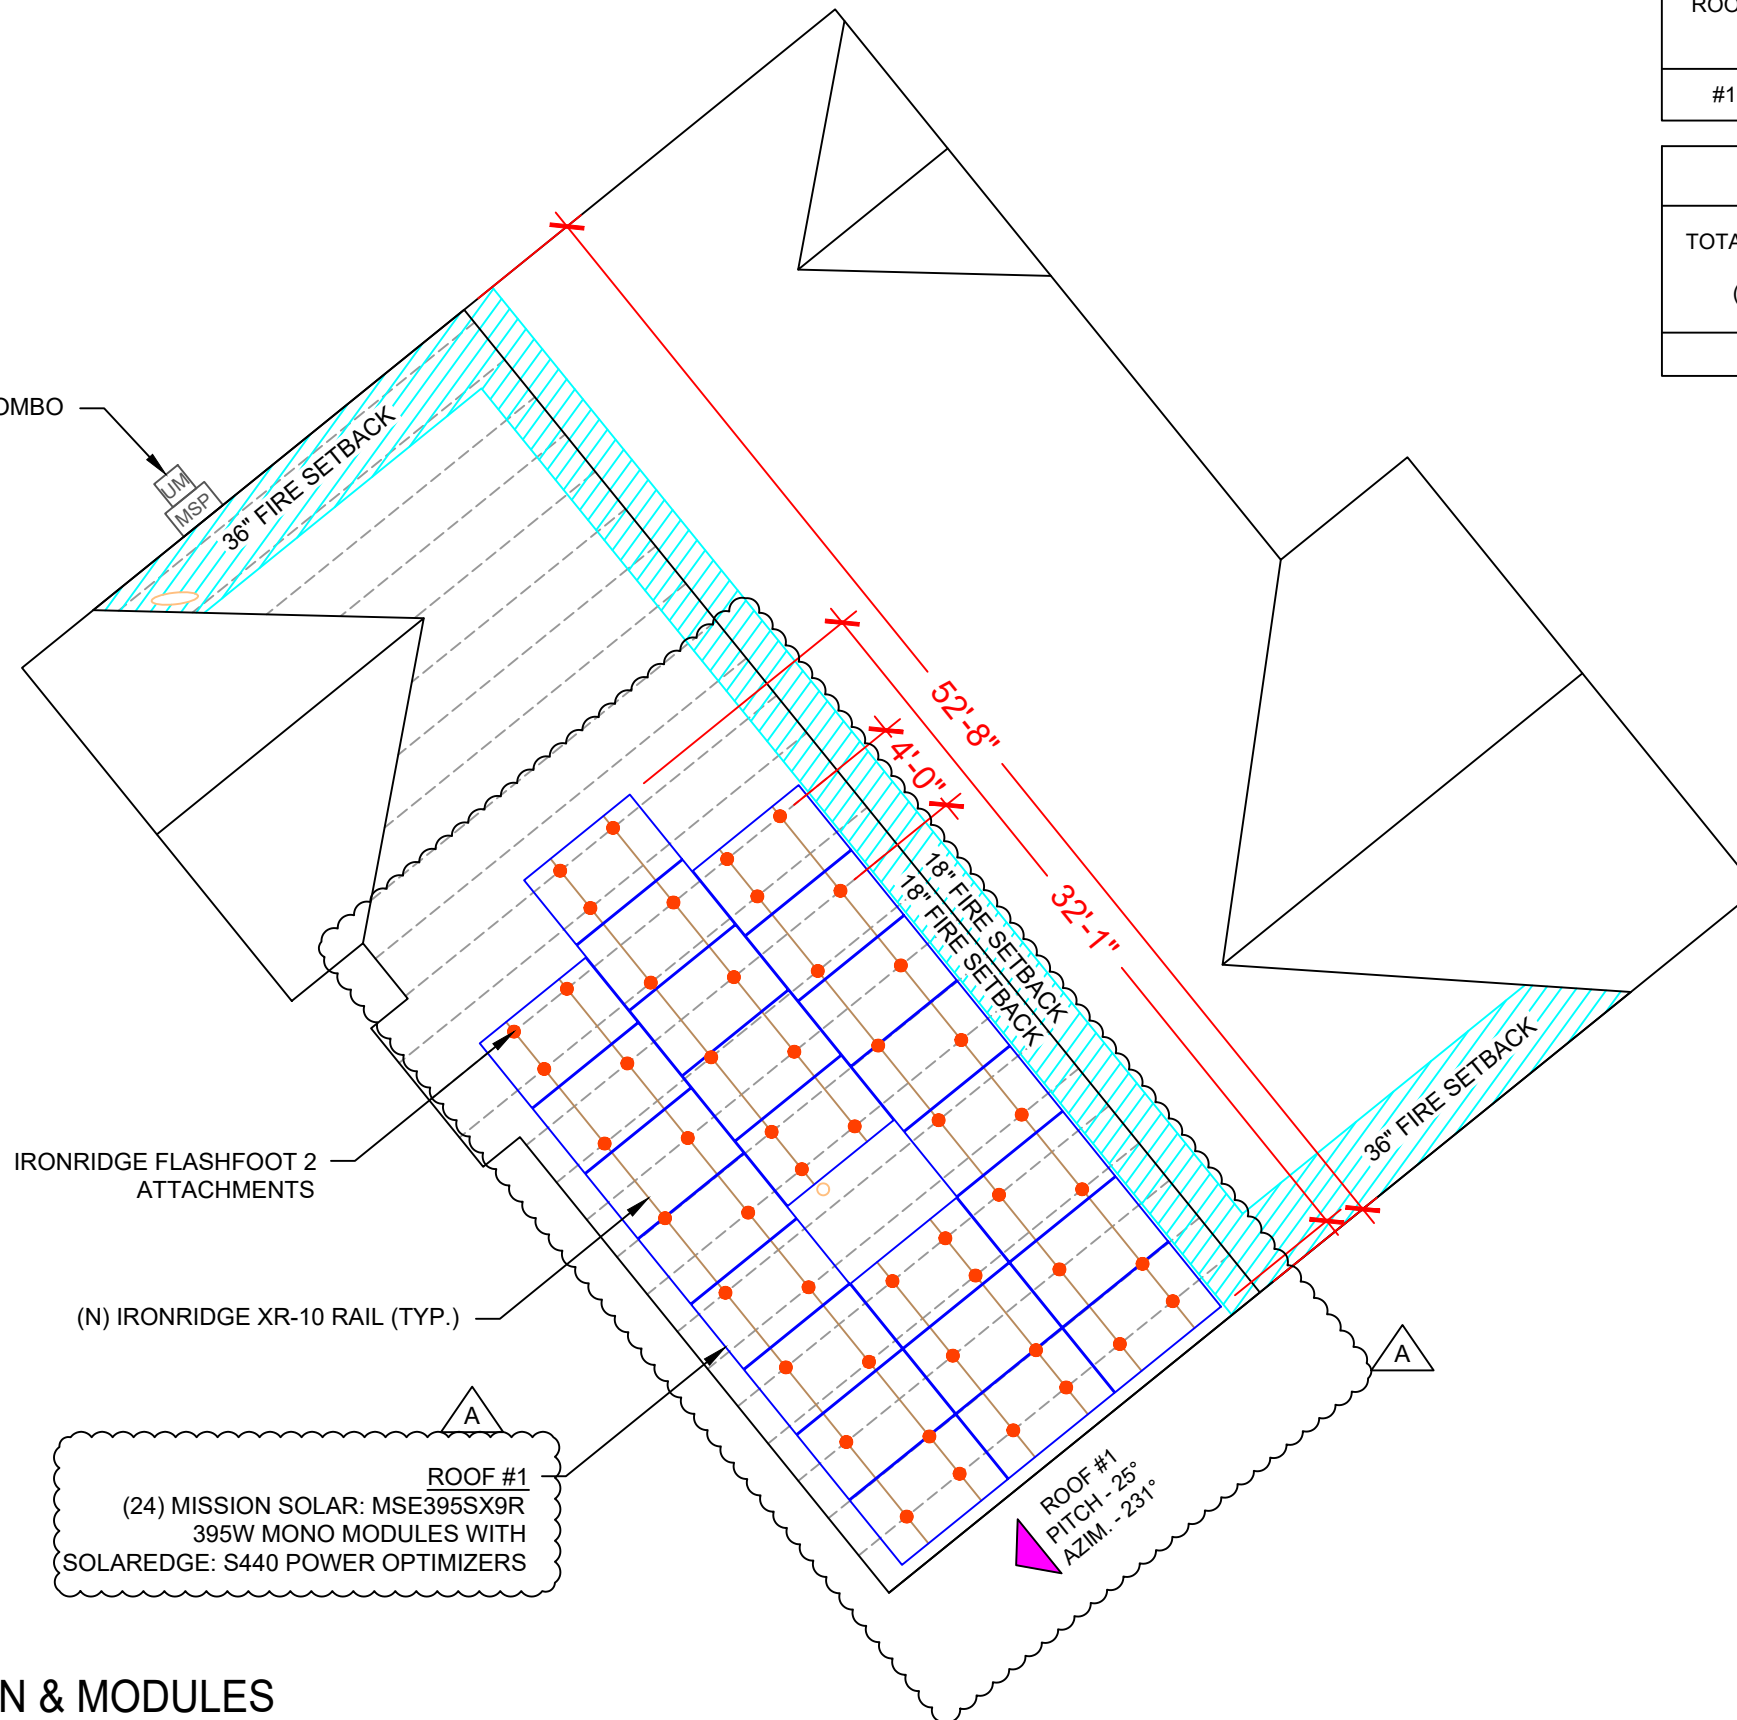 #1
OMBO
UM
MSP
36" FIRE SETBACK
52'-8"
4'-0"
18" FIRE SETBACK
18" FIRE SETBACK
32'-1"
36" FIRE SETBACK
IRONRIDGE FLASHFOOT 2
ATTACHMENTS
(N) IRONRIDGE XR-10 RAIL (TYP.)
A
A
ROOF #1
(24) MISSION SOLAR: MSE395SX9R
395W MONO MODULES WITH
SOLAREDGE: S440 POWER OPTIMIZERS
ROOF #1
PITCH - 25°
AZIM. - 231°
N & MODULES